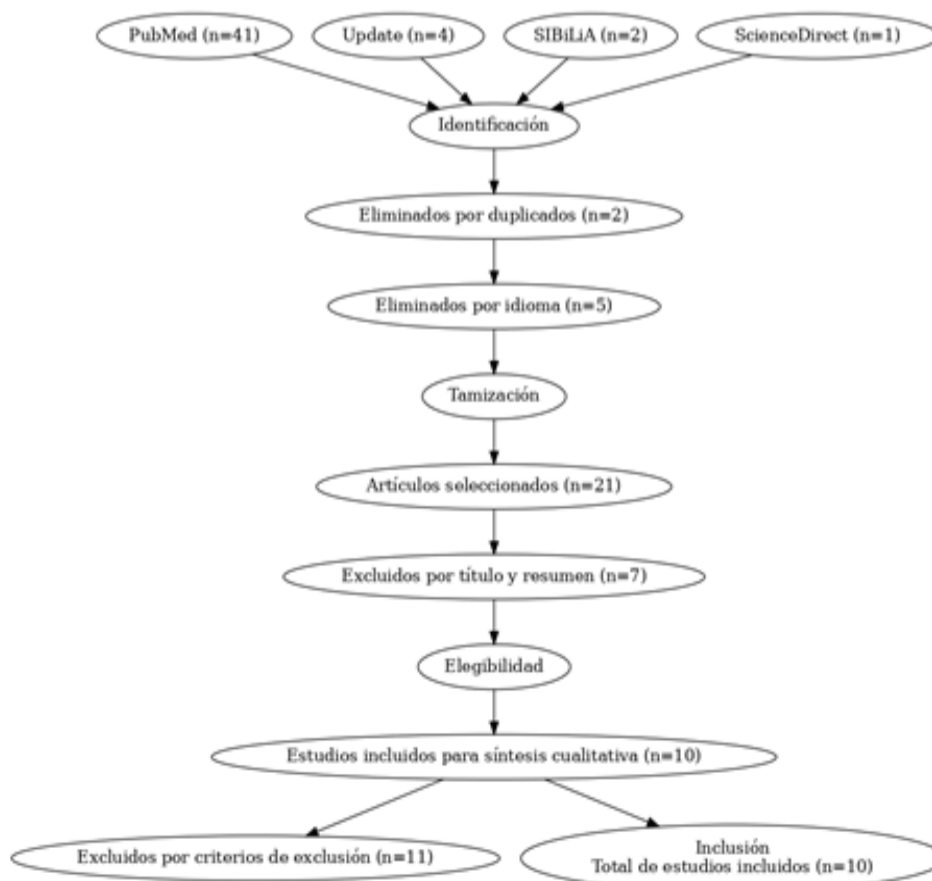 PubMed (n=41)
Update (n=4)
SIBiLiA (n=2)
ScienceDirect (n=1)
Identificación
Eliminados por duplicados (n=2)
Eliminados por idioma (n=5)
Tamización
Artículos seleccionados (n=21)
Excluidos por título y resumen (n=7)
Elegibilidad
Estudios incluidos para síntesis cualitativa (n=10)
Excluidos por criterios de exclusión (n=11)
Inclusión
Total de estudios incluidos (n=10)